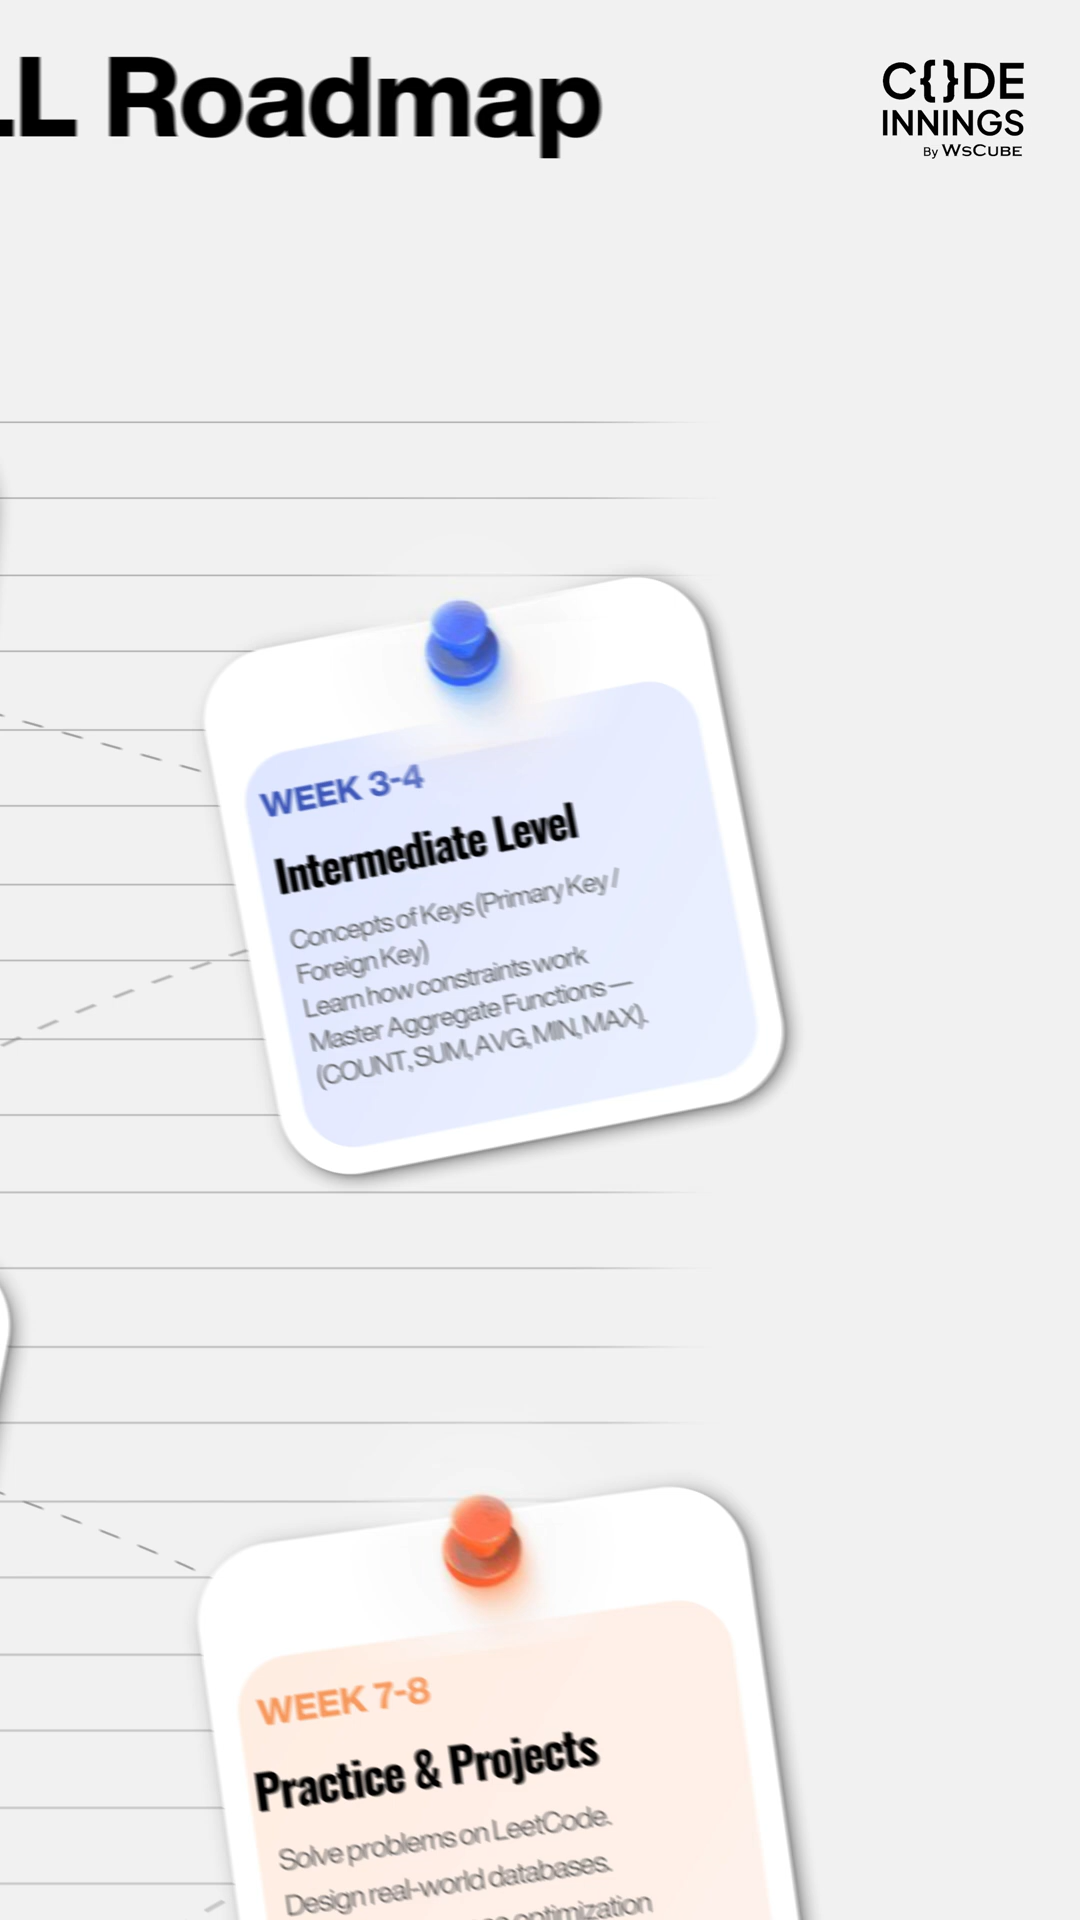 LL Roadmap
C{}DE
INNINGS
By WSCUBE
WEEK 3-4
Intermediate Level
Concepts of Keys (Primary Key /
Foreign Key)
Learn how constraints work
Master Aggregate Functions —
(COUNT, SUM, AVG, MIN, MAX).
WEEK 7-8
Practice & Projects
Solve problems on LeetCode.
Design real-world databases.
optimization